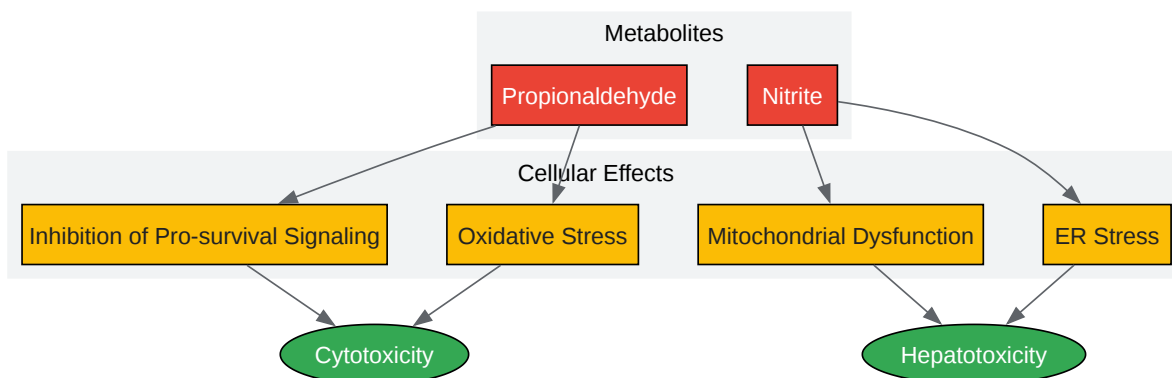 Metabolites
Propionaldehyde
Nitrite
Cellular Effects
Inhibition of Pro-survival Signaling
Oxidative Stress
Mitochondrial Dysfunction
ER Stress
Cytotoxicity
Hepatotoxicity